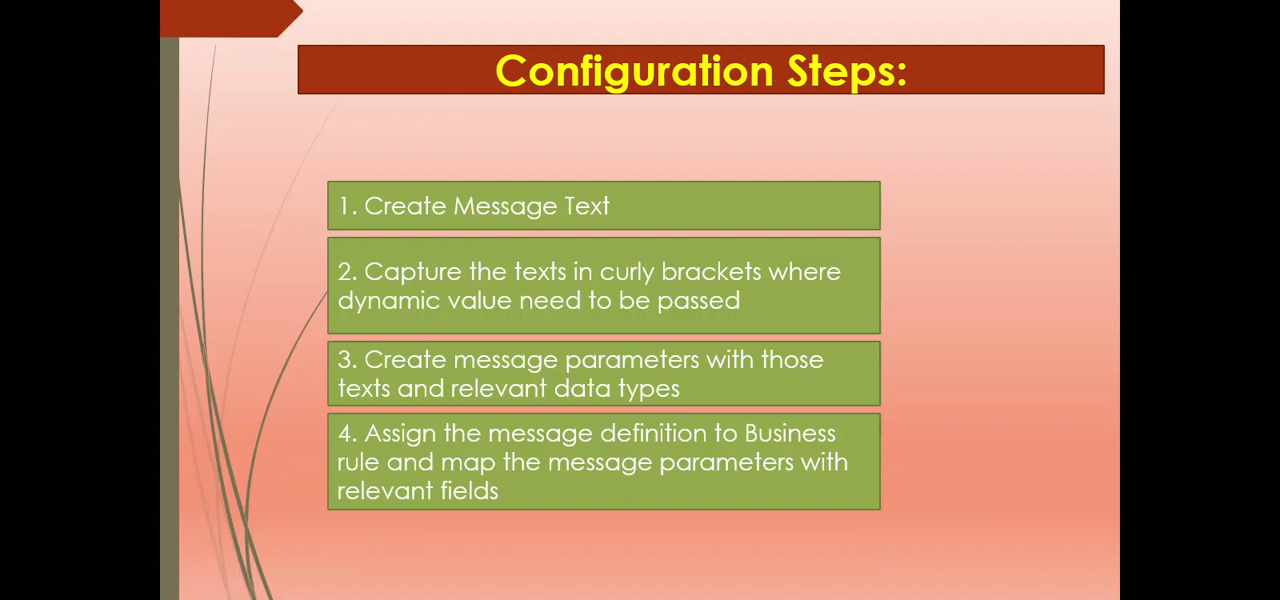 Configuration Steps:
1. Create Message Text
2. Capture the texts in curly brackets where
dynamic value need to be passed
3. Create message parameters with those
texts and relevant data types
4. Assign the message definition to Business
rule and map the message parameters with
relevant fields